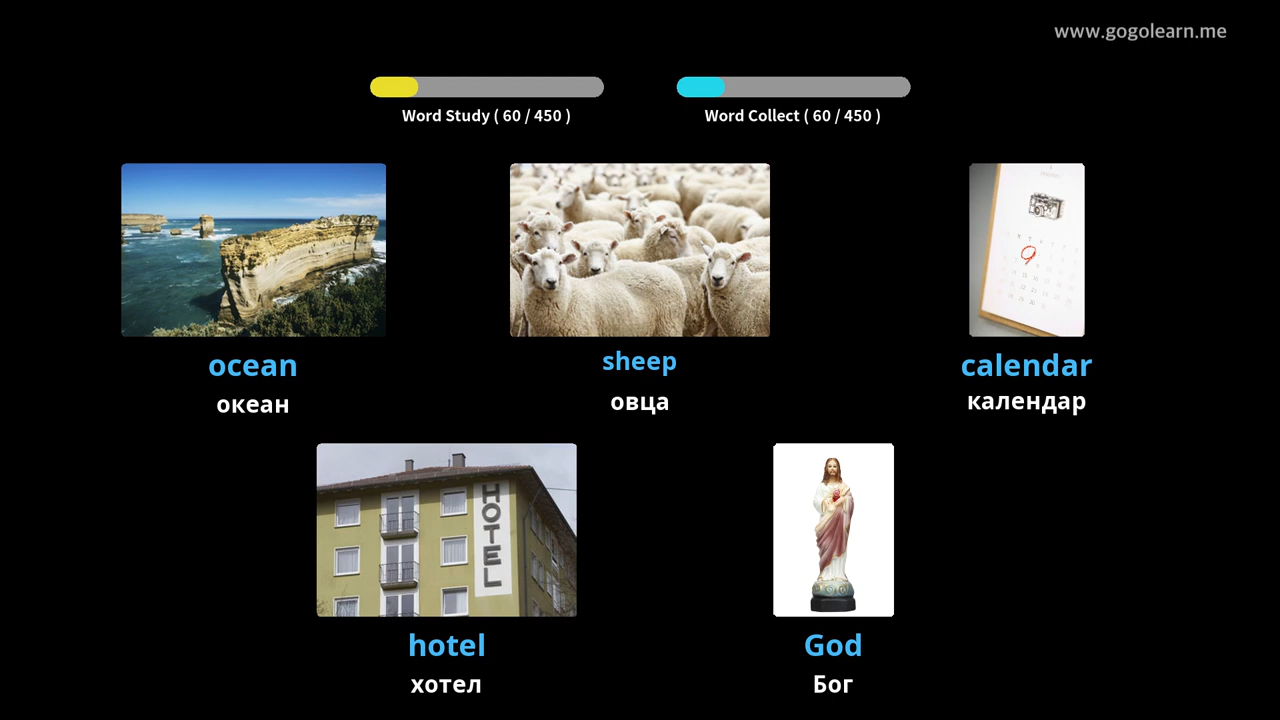 www.gogolearn.me
Word Study ( 60 / 450 )
Word Collect ( 60 / 450 )
ocean
океан
sheep
овца
calendar
календар
HOTEL
hotel
хотел
God
Бог